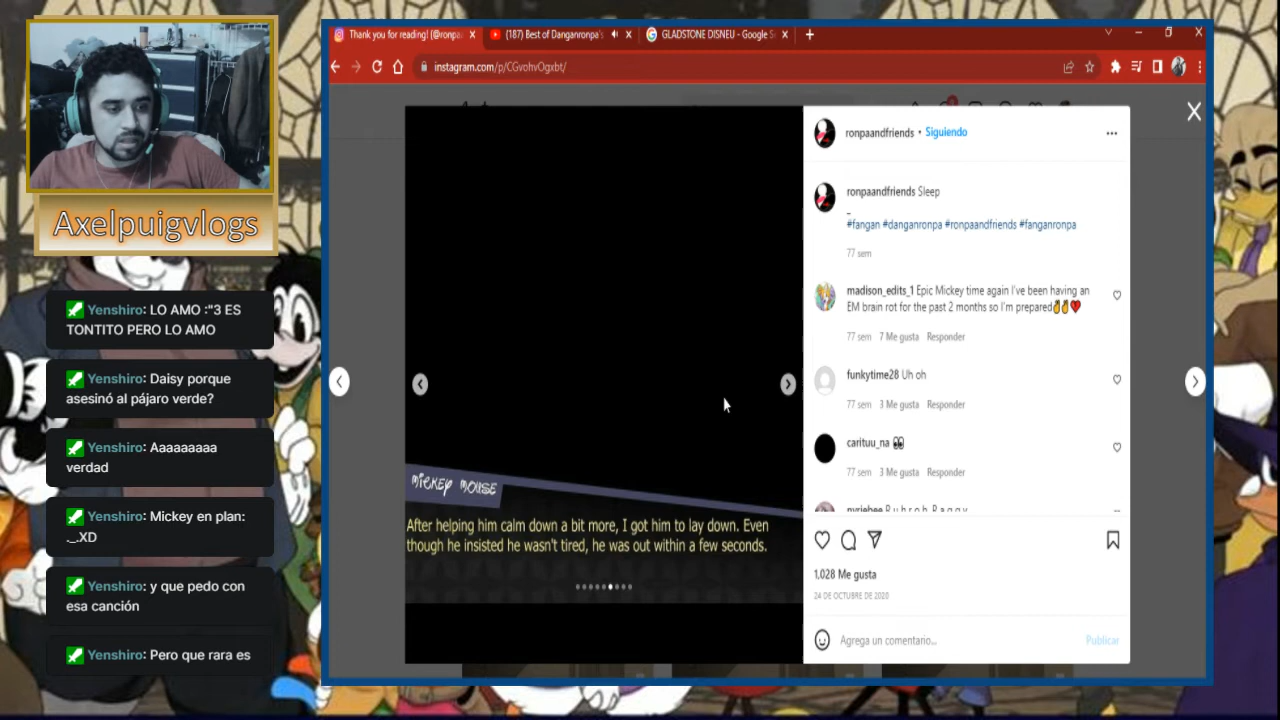 Axelpuigvlogs
Yenshiro: LO AMO :"3 ES
TONTITO PERO LO AMO
Yenshiro: Daisy porque
asesinó al pájaro verde?
Yenshiro: Aaaaaaaaa
verdad
Yenshiro: Mickey en plan:
._.XD
Yenshiro: y que pedo con
esa canción
Yenshiro: Pero que rara es
Thank you for reading! (@ronpa
(187) Best of Danganronpa's
GLADSTONE DISNEU - Google S
instagram.com/p/CGvohvOgxbt/
MICKEY MOUSE
After helping him calm down a bit more, I got him to lay down. Even
though he insisted he wasn't tired, he was out within a few seconds.
ronpaandfriends • Siguiendo
ronpaandfriends Sleep
_
#fangan #danganronpa #ronpaandfriends #fanganronpa
77 sem
madison_edits_1 Epic Mickey time again I've been having an
EM brain rot for the past 2 months so I'm prepared✌✌❤
77 sem 7 Me gusta Responder
funkytime28 Uh oh
77 sem 3 Me gusta Responder
carituu_na 👀
77 sem 3 Me gusta Responder
1,028 Me gusta
24 DE OCTUBRE DE 2020
Agrega un comentario...
Publicar